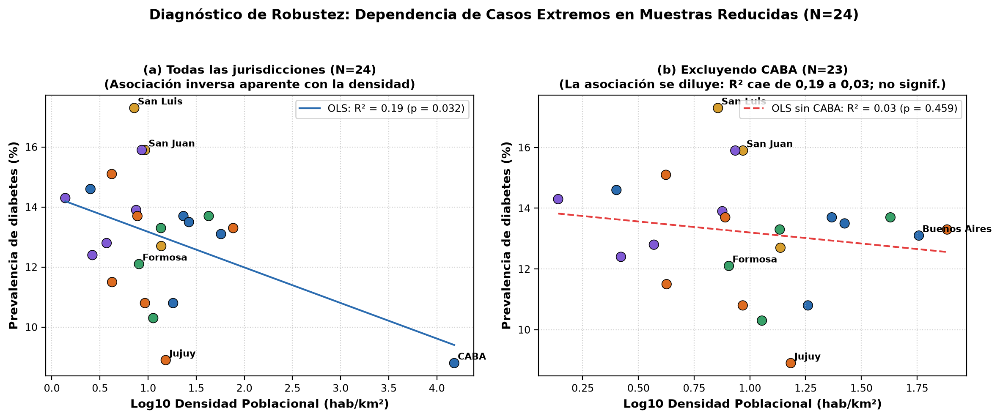 Diagnóstico de Robustez: Dependencia de Casos Extremos en Muestras Reducidas (N=24)
(a) Todas las jurisdicciones (N=24)
(Asociación inversa aparente con la densidad)
San Luis
OLS: R² = 0.19 (p = 0.032)
San Juan
Formosa
Jujuy
CABA
16
14
12
10
Prevalencia de diabetes (%)
0.0 0.5 1.0 1.5 2.0 2.5 3.0 3.5 4.0
Log10 Densidad Poblacional (hab/km²)
(b) Excluyendo CABA (N=23)
(La asociación se diluye: R² cae de 0,19 a 0,03; no signif.)
San Luis
OLS sin CABA: R² = 0.03 (p = 0.459)
San Juan
Buenos Aires
Formosa
Jujuy
16
14
12
10
Prevalencia de diabetes (%)
0.25 0.50 0.75 1.00 1.25 1.50 1.75
Log10 Densidad Poblacional (hab/km²)